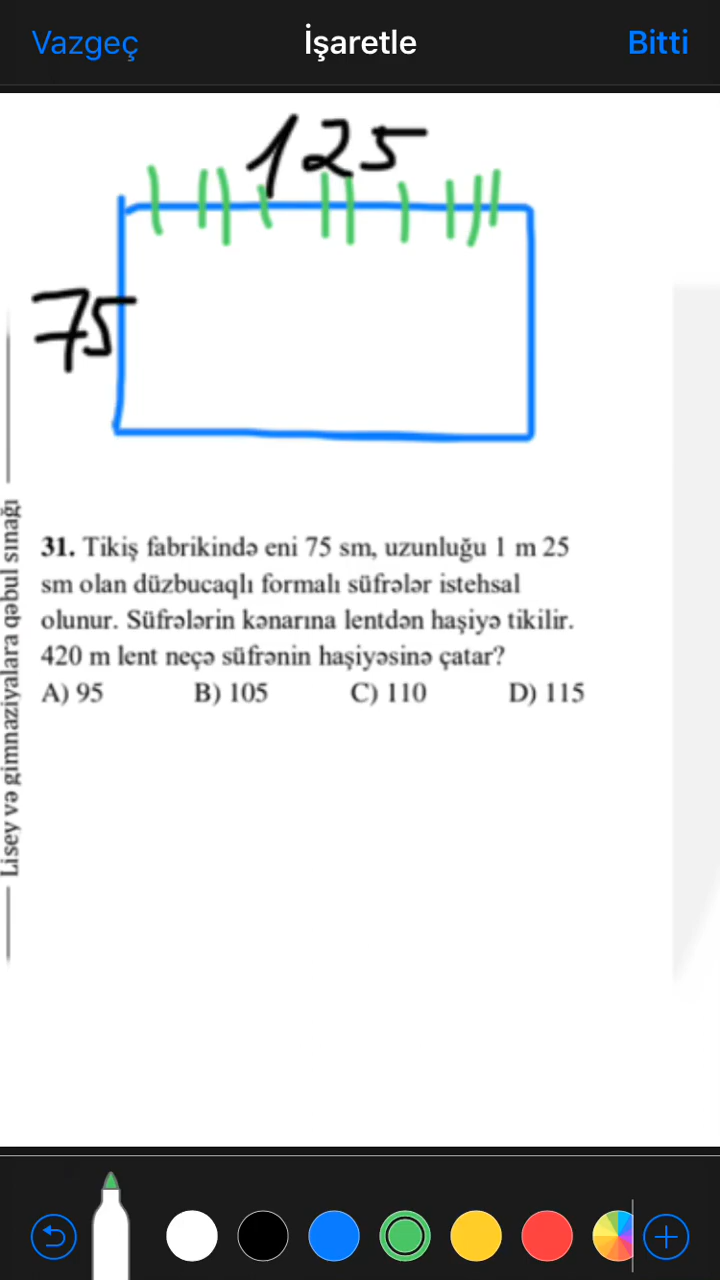 Vazgeç İşaretle Bitti
125
75
31. Tikiş fabrikində eni 75 sm, uzunluğu 1 m 25
sm olan düzbucaqlı formalı süfrələr istehsal
olunur. Süfrələrin kənarına lentdən haşiyə tikilir.
420 m lent neçə süfrənin haşiyəsinə çatar?
A) 95 B) 105 C) 110 D) 115
Lisey və gimnaziyalara qəbul sınağı